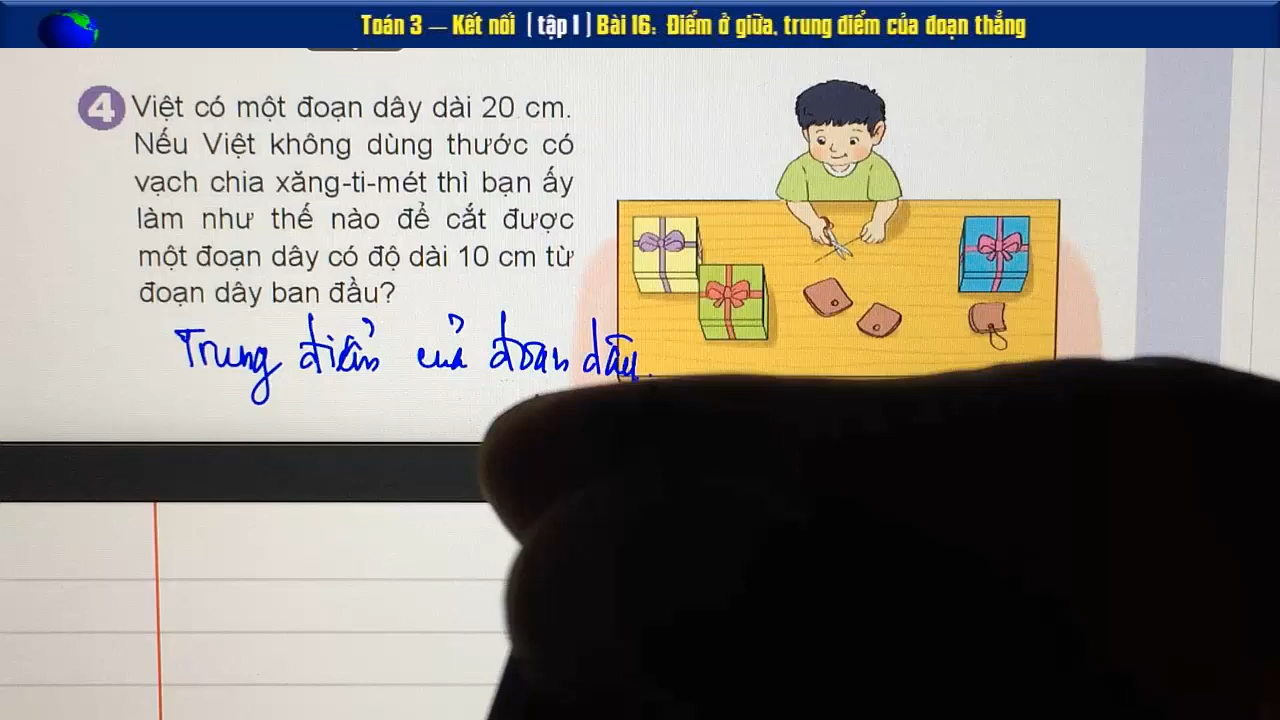 Toán 3 – Kết nối [ tập 1 ] Bài 16: Điểm ở giữa, trung điểm của đoạn thẳng
4 Việt có một đoạn dây dài 20 cm.
Nếu Việt không dùng thước có
vạch chia xăng-ti-mét thì bạn ấy
làm như thế nào để cắt được
một đoạn dây có độ dài 10 cm từ
đoạn dây ban đầu?
Trung điểm của đoạn dây.